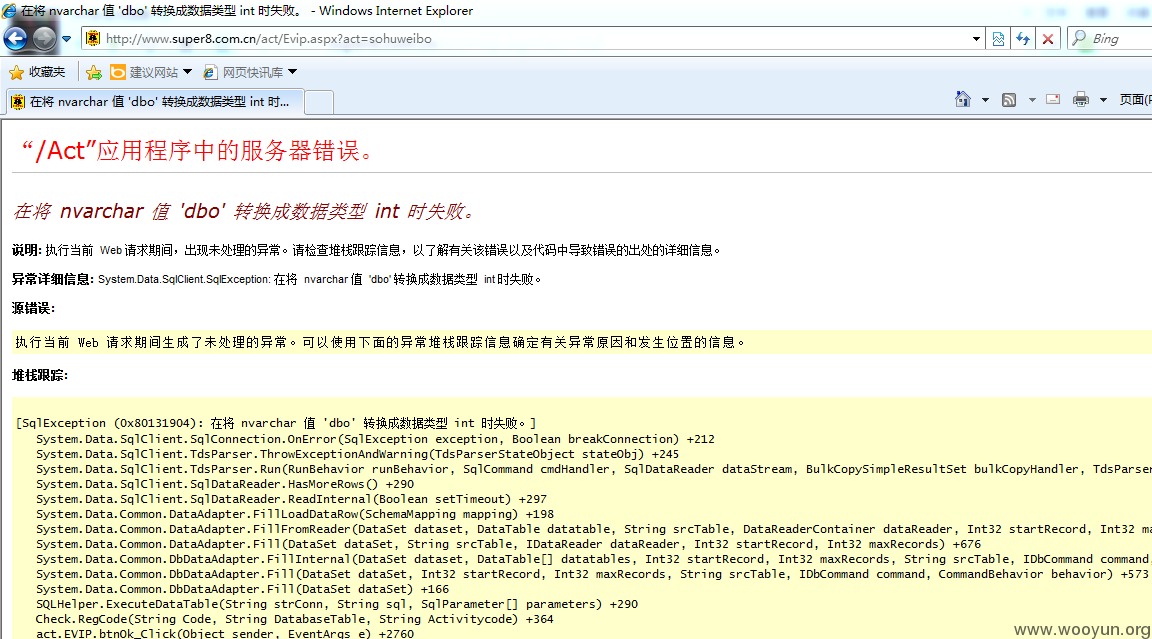 在将 nvarchar 值 'dbo' 转换成数据类型 int 时失败。 - Windows Internet Explorer
http://www.super8.com.cn/act/Evip.aspx?act=sohuweibo
Bing
收藏夹 建议网站 网页快讯库
在将 nvarchar 值 'dbo' 转换成数据类型 int 时...
页面(P
“/Act”应用程序中的服务器错误。
在将 nvarchar 值 'dbo' 转换成数据类型 int 时失败。
说明: 执行当前 Web 请求期间，出现未处理的异常。请检查堆栈跟踪信息，以了解有关该错误以及代码中导致错误的出处的详细信息。
异常详细信息: System.Data.SqlClient.SqlException: 在将 nvarchar 值 'dbo' 转换成数据类型 int 时失败。
源错误:
执行当前 Web 请求期间生成了未处理的异常。可以使用下面的异常堆栈跟踪信息确定有关异常原因和发生位置的信息。
堆栈跟踪:
[SqlException (0x80131904): 在将 nvarchar 值 'dbo' 转换成数据类型 int 时失败。]
System.Data.SqlClient.SqlConnection.OnError(SqlException exception, Boolean breakConnection) +212
System.Data.SqlClient.TdsParser.ThrowExceptionAndWarning(TdsParserStateObject stateObj) +245
System.Data.SqlClient.TdsParser.Run(RunBehavior runBehavior, SqlCommand cmdHandler, SqlDataReader dataStream, BulkCopySimpleResultSet bulkCopyHandler, TdsParser
System.Data.SqlClient.SqlDataReader.HasMoreRows() +290
System.Data.SqlClient.SqlDataReader.ReadInternal(Boolean setTimeout) +297
System.Data.Common.DataAdapter.FillLoadDataRow(SchemaMapping mapping) +198
System.Data.Common.DataAdapter.FillFromReader(DataSet dataset, DataTable datatable, String srcTable, DataReaderContainer dataReader, Int32 startRecord, Int32 ma
System.Data.Common.DataAdapter.Fill(DataSet dataSet, String srcTable, IDataReader dataReader, Int32 startRecord, Int32 maxRecords) +676
System.Data.Common.DbDataAdapter.FillInternal(DataSet dataset, DataTable[] datatables, Int32 startRecord, Int32 maxRecords, String srcTable, IDbCommand command,
System.Data.Common.DbDataAdapter.Fill(DataSet dataSet, Int32 startRecord, Int32 maxRecords, String srcTable, IDbCommand command, CommandBehavior behavior) +573
System.Data.Common.DbDataAdapter.Fill(DataSet dataSet) +166
SQLHelper.ExecuteDataTable(String strConn, String sql, SqlParameter[] parameters) +290
Check.RegCode(String Code, String DatabaseTable, String Activitycode) +364
act.EVIP.btnOk_Click(Object sender, EventArgs e) +2760
www.wooyun.org